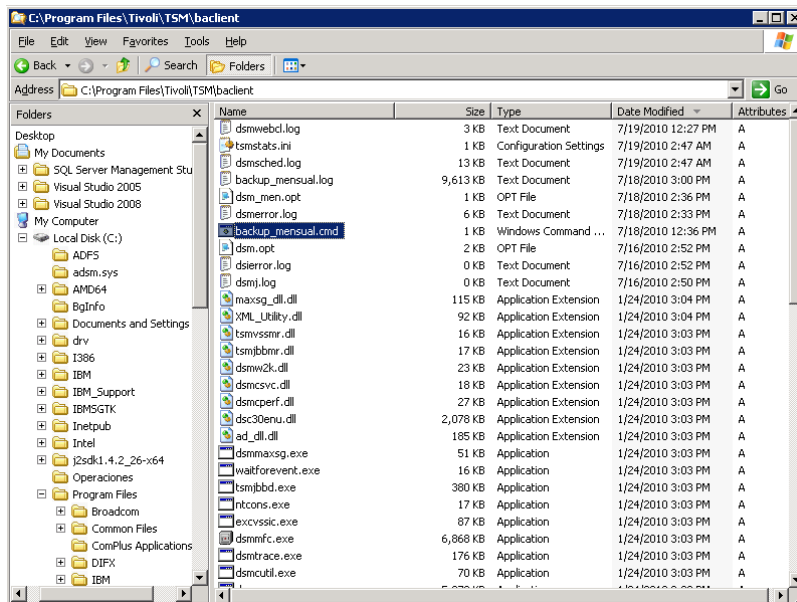 C:\Program Files\Tivoli\TSM\baclient
File Edit View Favorites Tools Help
Back Search Folders
Address C:\Program Files\Tivoli\TSM\baclient Go
Folders x
Desktop
My Documents
SQL Server Management Stu
Visual Studio 2005
Visual Studio 2008
My Computer
Local Disk (C:)
ADFS
adsm.sys
AMD64
BgInfo
Documents and Settings
drv
I386
IBM
IBM_Support
IBMSGTK
Inetpub
Intel
j2sdk1.4.2_26-x64
Operaciones
Program Files
Broadcom
Common Files
ComPlus Applications
DIFX
IBM
Name Size Type Date Modified Attributes
dsmwebcl.log 3 KB Text Document 7/19/2010 12:27 PM A
tsmstats.ini 1 KB Configuration Settings 7/19/2010 2:47 AM A
dsmsched.log 13 KB Text Document 7/19/2010 2:47 AM A
backup_mensual.log 9,613 KB Text Document 7/18/2010 3:00 PM A
dsm_men.opt 1 KB OPT File 7/18/2010 2:36 PM A
dsmerror.log 6 KB Text Document 7/18/2010 2:33 PM A
backup_mensual.cmd 1 KB Windows Command ... 7/18/2010 12:36 PM A
dsm.opt 2 KB OPT File 7/16/2010 2:52 PM A
dsierror.log 0 KB Text Document 7/16/2010 2:52 PM A
dsmj.log 0 KB Text Document 7/16/2010 2:50 PM A
maxsg_dll.dll 115 KB Application Extension 1/24/2010 3:04 PM A
XML_Utility.dll 92 KB Application Extension 1/24/2010 3:04 PM A
tsmvssmr.dll 16 KB Application Extension 1/24/2010 3:03 PM A
tsmjbbmr.dll 17 KB Application Extension 1/24/2010 3:03 PM A
dsmw2k.dll 23 KB Application Extension 1/24/2010 3:03 PM A
dsmcsvc.dll 18 KB Application Extension 1/24/2010 3:03 PM A
dsmcperf.dll 27 KB Application Extension 1/24/2010 3:03 PM A
dsc30enu.dll 2,078 KB Application Extension 1/24/2010 3:03 PM A
ad_dll.dll 185 KB Application Extension 1/24/2010 3:03 PM A
dsmmaxsg.exe 51 KB Application 1/24/2010 3:03 PM A
waitforevent.exe 16 KB Application 1/24/2010 3:03 PM A
tsmjbbd.exe 380 KB Application 1/24/2010 3:03 PM A
ntcons.exe 17 KB Application 1/24/2010 3:03 PM A
excvssic.exe 87 KB Application 1/24/2010 3:03 PM A
dsmmfc.exe 6,868 KB Application 1/24/2010 3:03 PM A
dsmtrace.exe 176 KB Application 1/24/2010 3:03 PM A
dsmcutil.exe 70 KB Application 1/24/2010 3:03 PM A